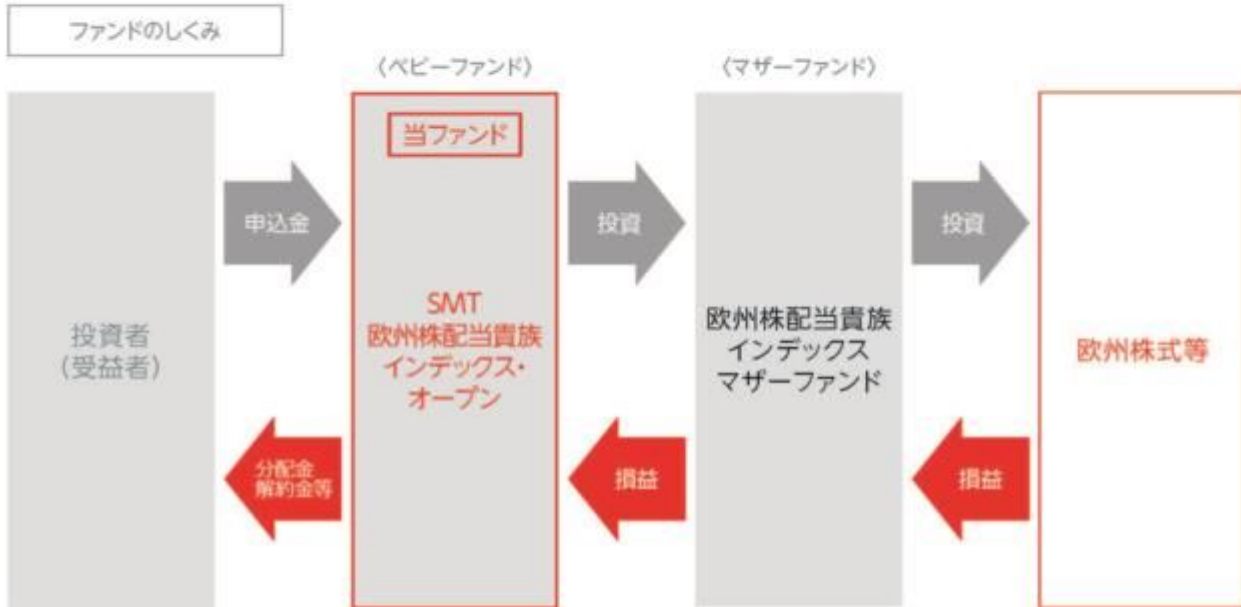 ファンドのしくみ
〈ベビーファンド〉
〈マザーファンド〉
当ファンド
申込金
投資
投資
投資者
(受益者)
SMT
欧州株配当貴族
インデックス・
オープン
欧州株配当貴族
インデックス
マザーファンド
欧州株式等
分配金
解約金等
損益
損益